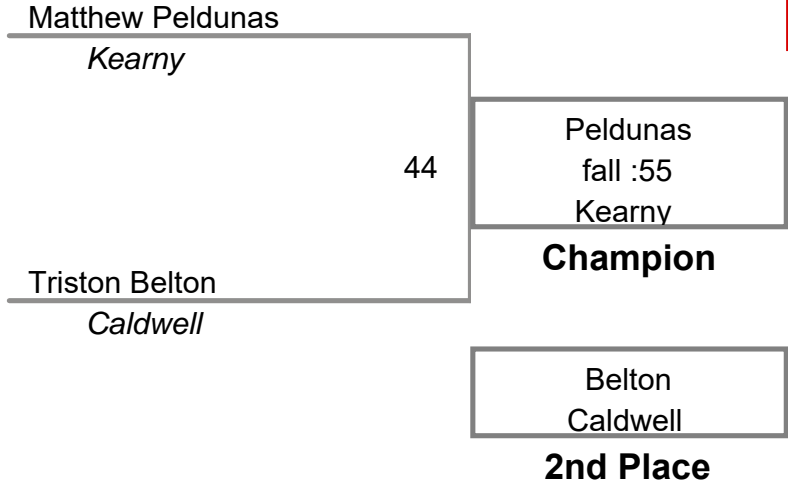 Matthew Peldunas
Kearny
44
Peldunas
fall :55
Kearny
Champion
Triston Belton
Caldwell
Belton
Caldwell
2nd Place